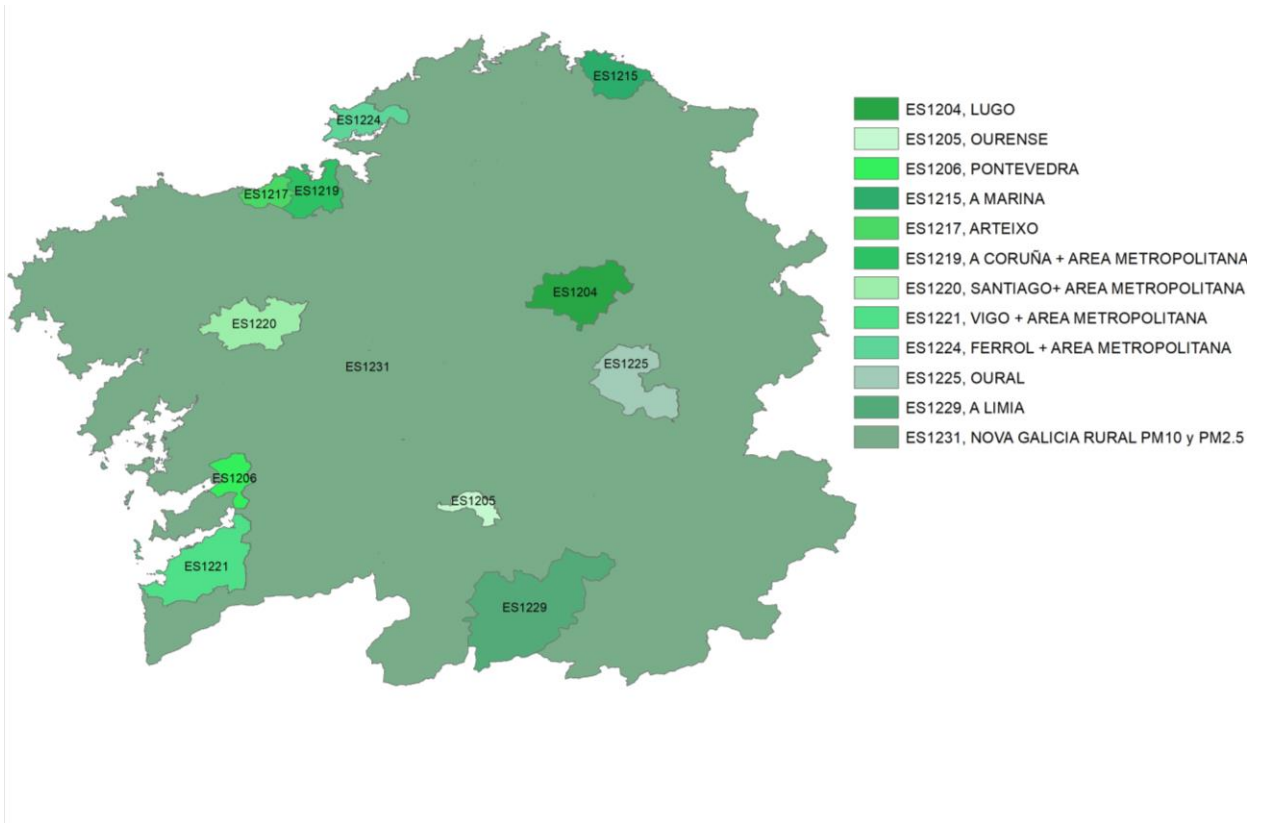 ES1215
ES1224
ES1217
ES1219
ES1204
ES1220
ES1231
ES1225
ES1206
ES1205
ES1221
ES1229
ES1204, LUGO
ES1205, OURENSE
ES1206, PONTEVEDRA
ES1215, A MARINA
ES1217, ARTEIXO
ES1219, A CORUÑA + AREA METROPOLITANA
ES1220, SANTIAGO+ AREA METROPOLITANA
ES1221, VIGO + AREA METROPOLITANA
ES1224, FERROL + AREA METROPOLITANA
ES1225, OURAL
ES1229, A LIMIA
ES1231, NOVA GALICIA RURAL PM10 y PM2.5